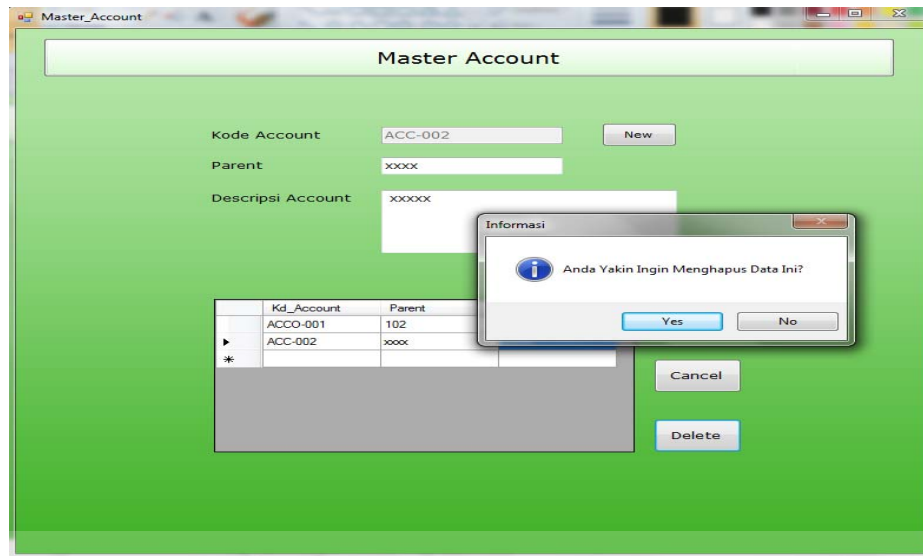 Master_Account
Master Account
Kode Account ACC-002 New
Parent xxxx
Descripsi Account xxxxx
Informasi
Anda Yakin Ingin Menghapus Data Ini?
Yes No
Kd_Account Parent
ACCO-001 102
ACC-002 xxxx
Cancel
Delete